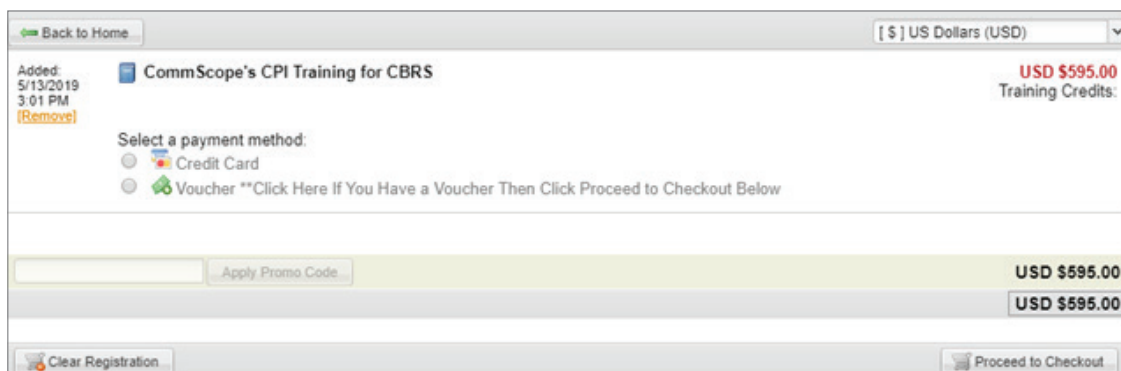 Back to Home
[ $ ] US Dollars (USD)
Added:
5/13/2019
3:01 PM
[Remove]
CommScope's CPI Training for CBRS
USD $595.00
Training Credits:
Select a payment method:
Credit Card
Voucher **Click Here If You Have a Voucher Then Click Proceed to Checkout Below
Apply Promo Code
USD $595.00
USD $595.00
Clear Registration
Proceed to Checkout